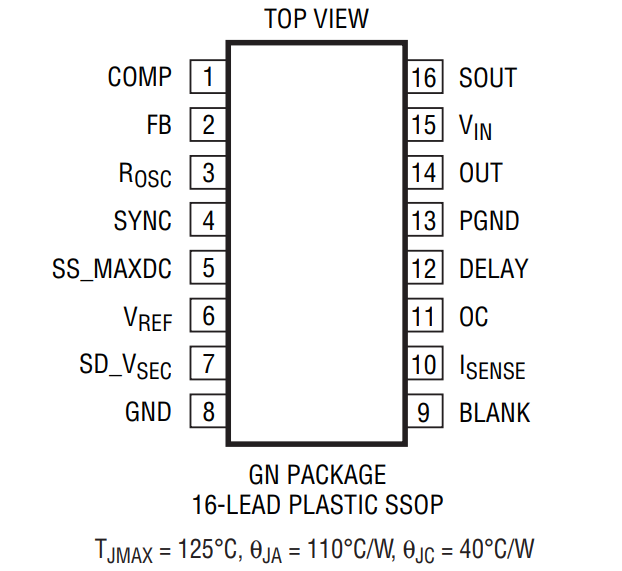 TOP VIEW
COMP 1 16 SOUT
FB 2 15 VIN
ROSC 3 14 OUT
SYNC 4 13 PGND
SS_MAXDC 5 12 DELAY
VREF 6 11 OC
SD_VSEC 7 10 ISENSE
GND 8 9 BLANK
GN PACKAGE
16-LEAD PLASTIC SSOP
TJMAX = 125°C, θJA = 110°C/W, θJC = 40°C/W